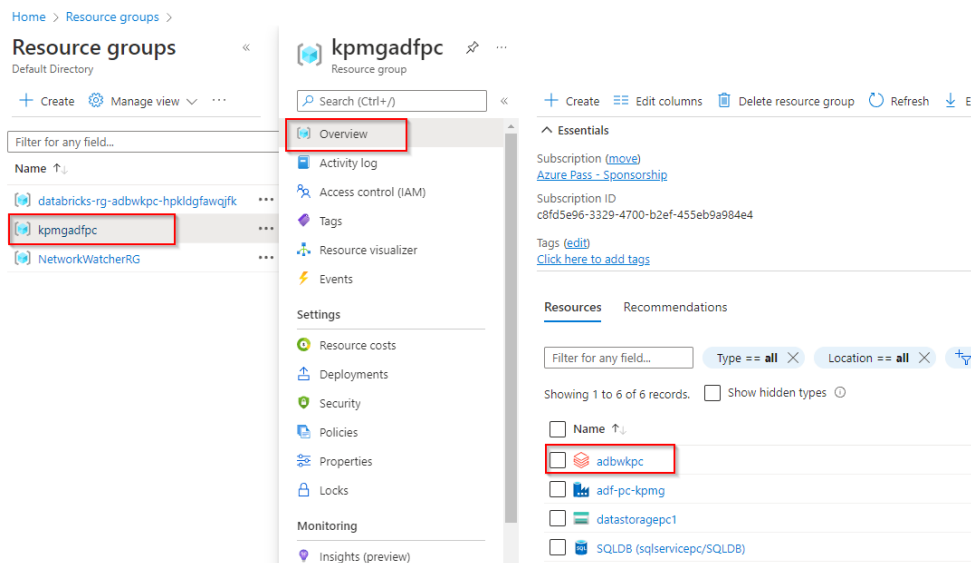 Home > Resource groups >
Resource groups
Default Directory
Create
Manage view
Filter for any field...
Name
databricks-rg-adbwkpc-hpkldgfawqjfk
kpmgadfpc
NetworkWatcherRG
kpmgadfpc
Resource group
Search (Ctrl+/)
Overview
Activity log
Access control (IAM)
Tags
Resource visualizer
Events
Settings
Resource costs
Deployments
Security
Policies
Properties
Locks
Monitoring
Insights (preview)
Create
Edit columns
Delete resource group
Refresh
E
Essentials
Subscription (move)
Azure Pass - Sponsorship
Subscription ID
c8fd5e96-3329-4700-b2ef-455eb9a984e4
Tags (edit)
Click here to add tags
Resources
Recommendations
Filter for any field...
Type == all
Location == all
Showing 1 to 6 of 6 records.
Show hidden types
Name
adbwkpc
adf-pc-kpmg
datastoragepc1
SQL
SQLDB (sqlservicepc/SQLDB)